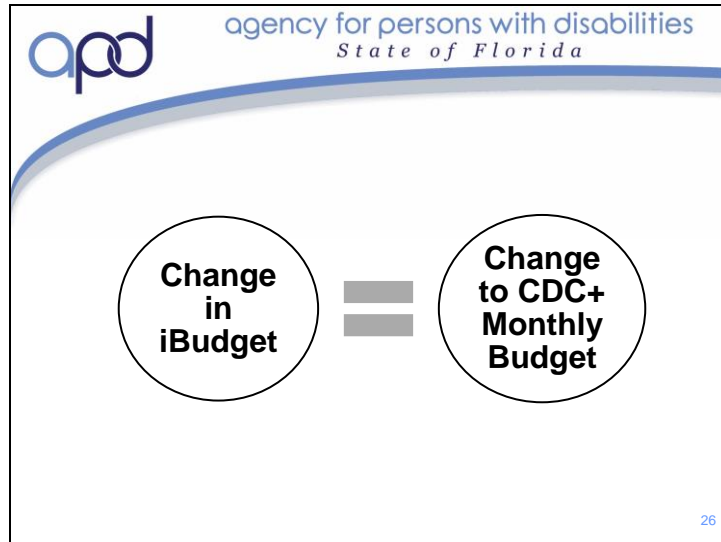 apd
agency for persons with disabilities
State of Florida
Change
in
iBudget
Change
to CDC+
Monthly
Budget
26